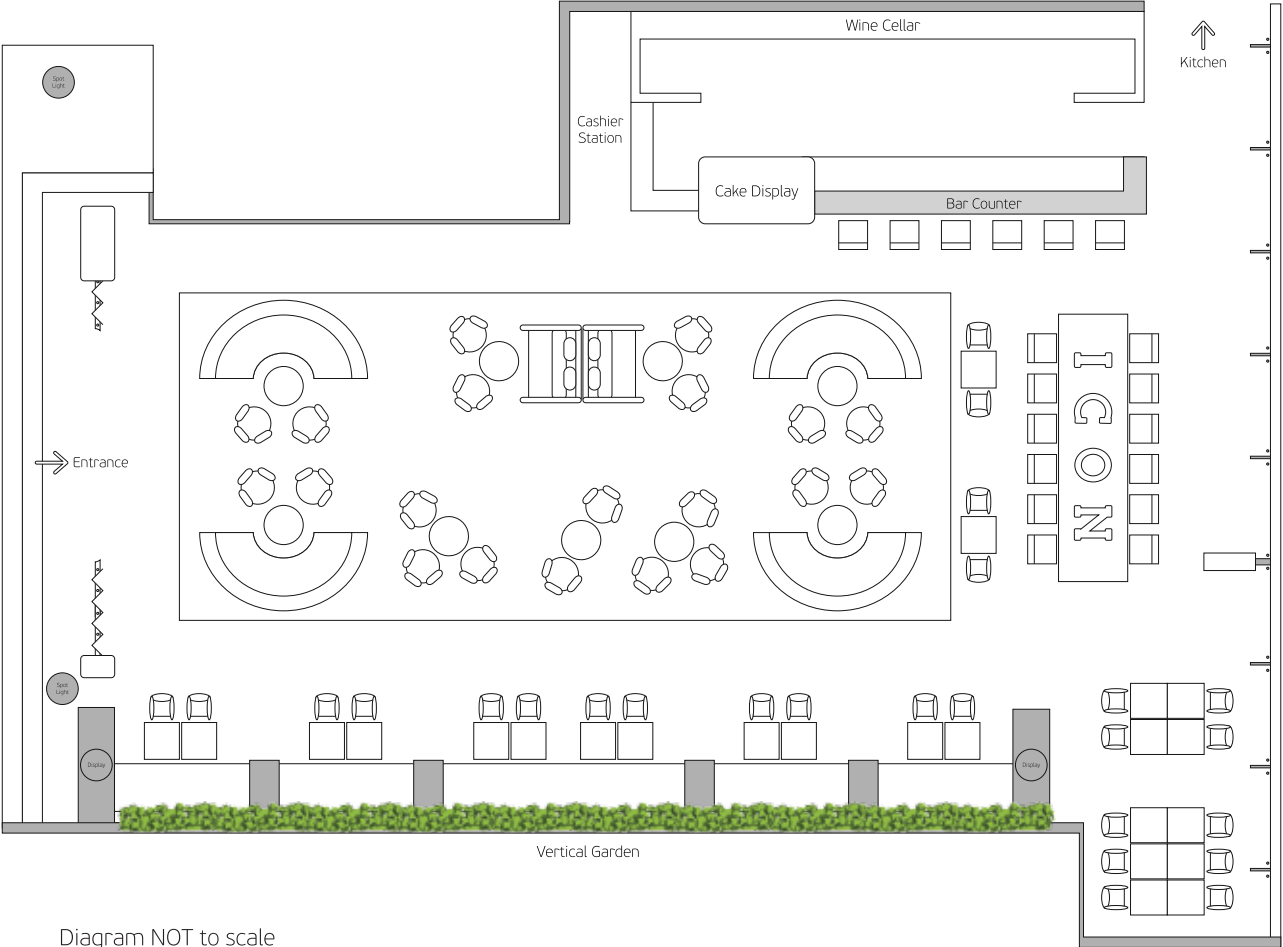 Wine Cellar
Kitchen
Spot
Light
Cashier
Station
Cake Display
Bar Counter
ICON
Entrance
Spot
Light
Display
Display
Vertical Garden
Diagram NOT to scale